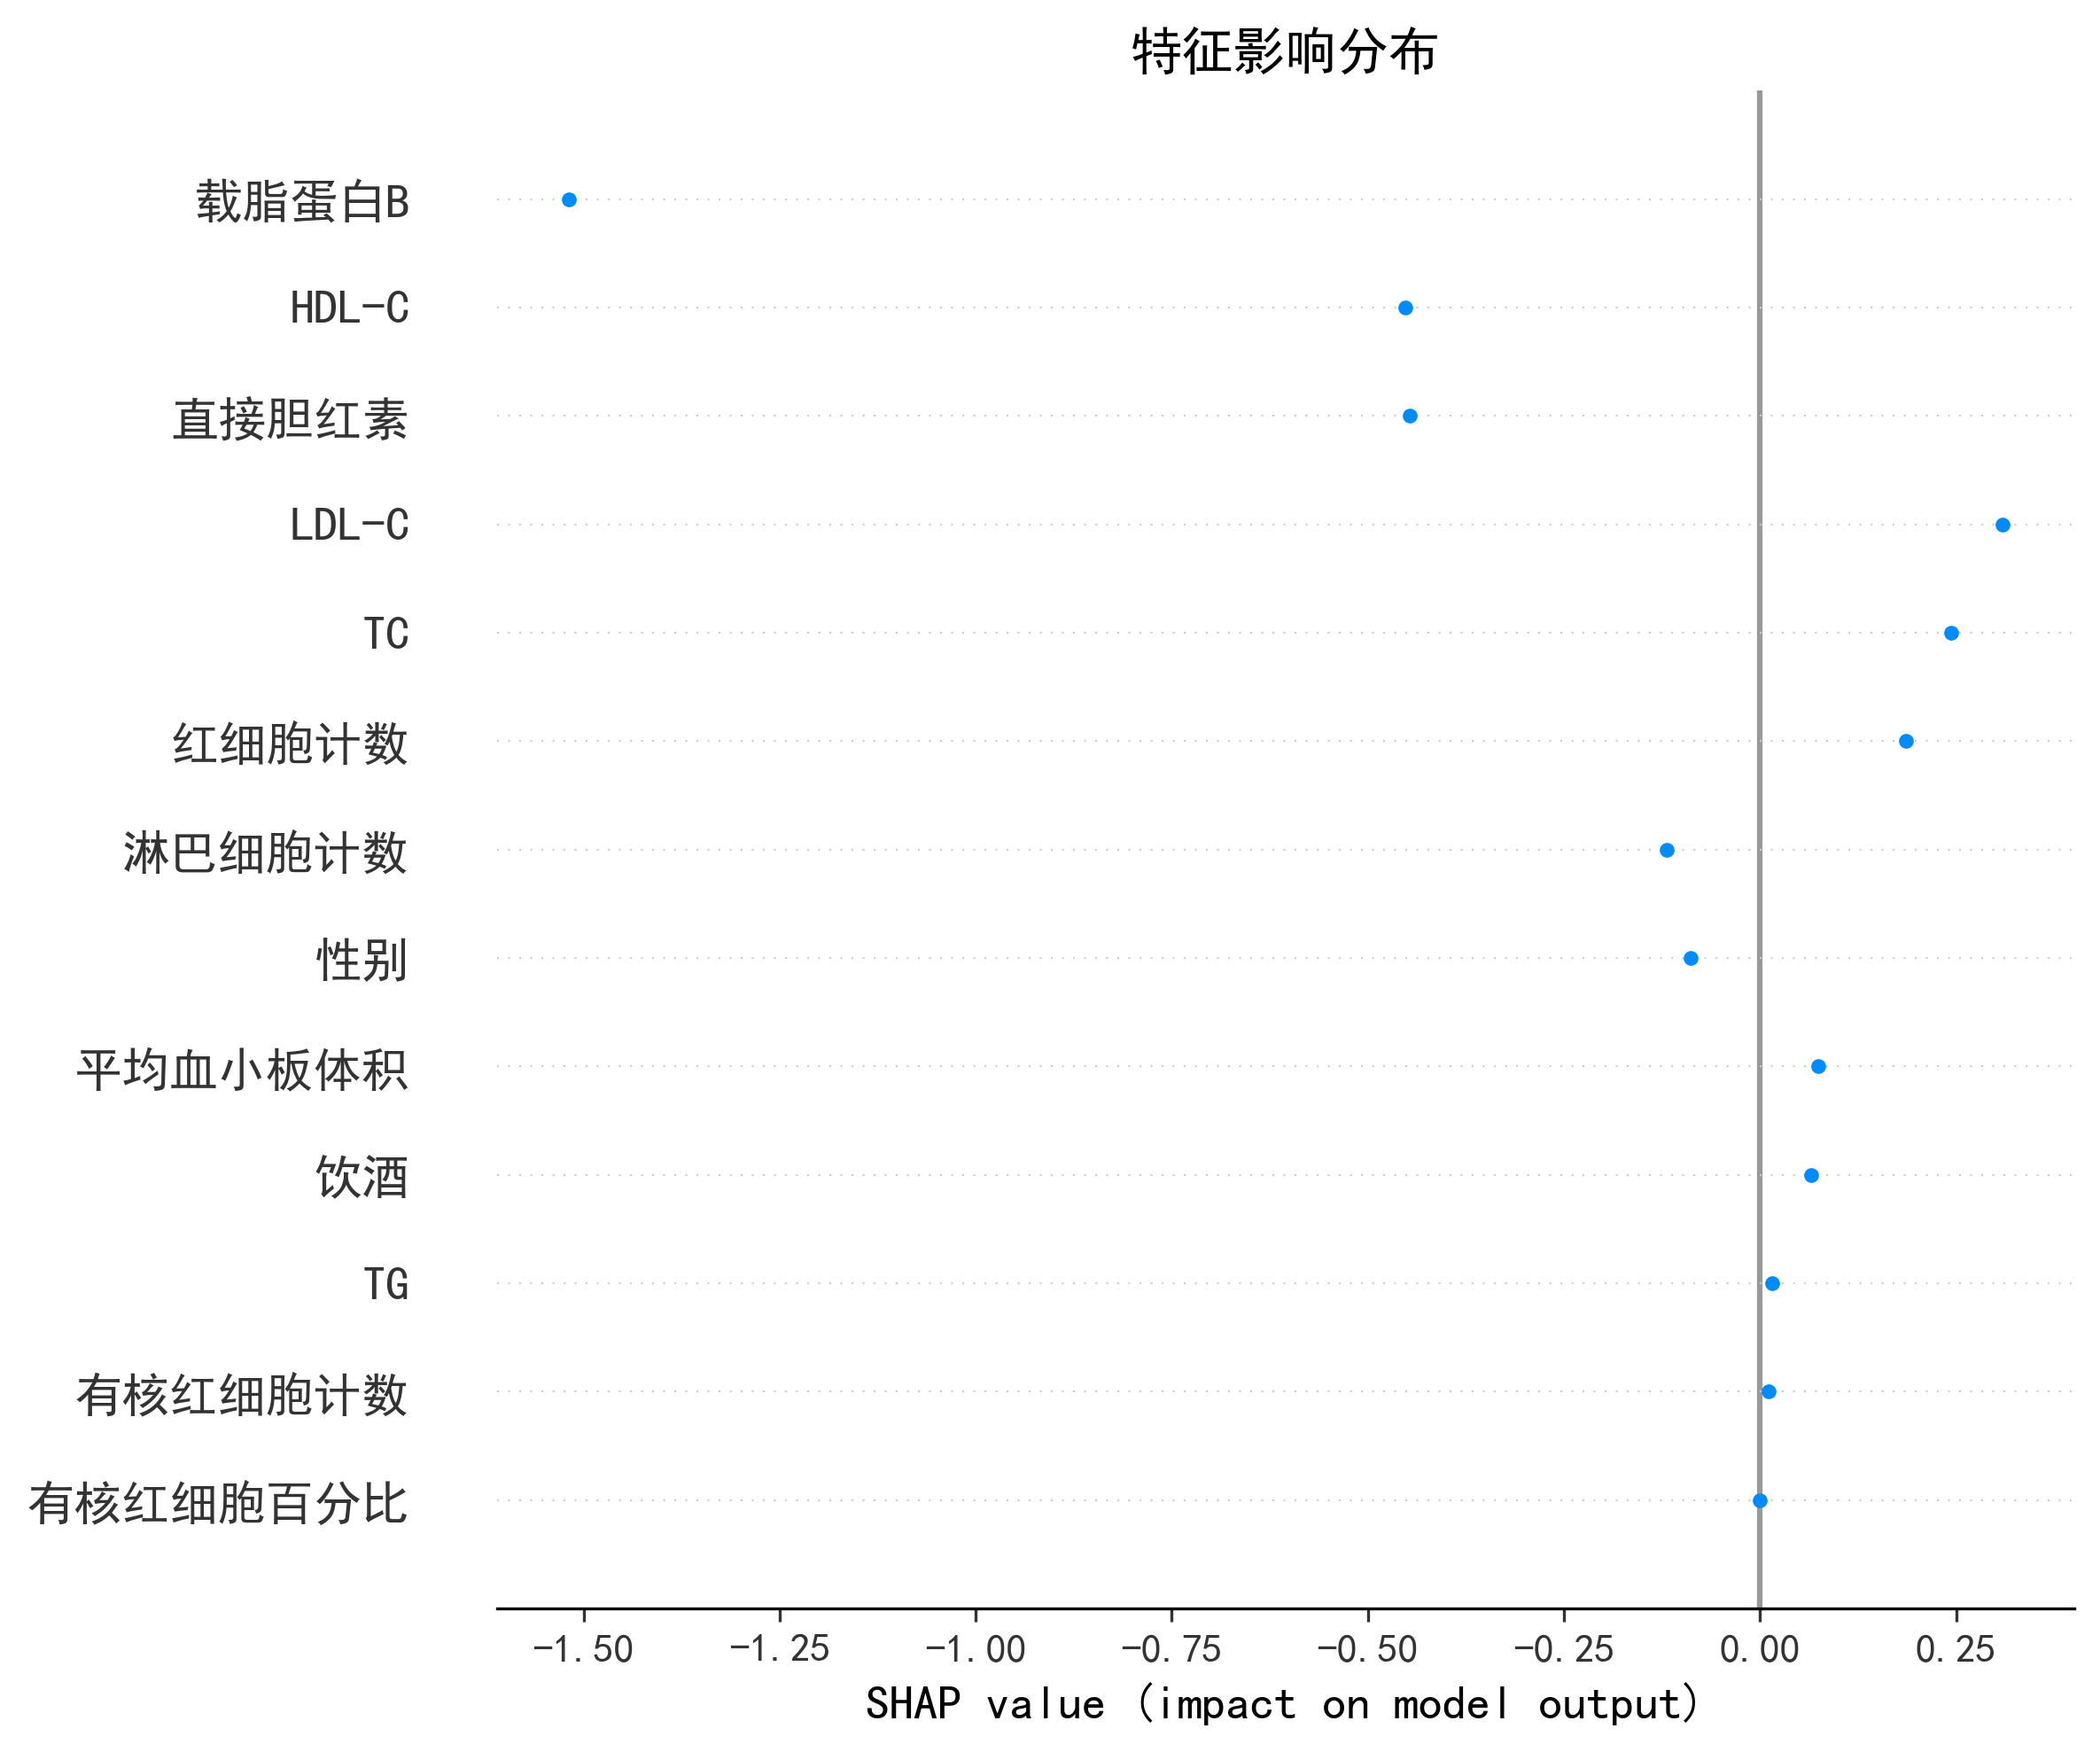 特征影响分布
载脂蛋白B
HDL-C
直接胆红素
LDL-C
TC
红细胞计数
淋巴细胞计数
性别
平均血小板体积
饮酒
TG
有核红细胞计数
有核红细胞百分比
-1.50 -1.25 -1.00 -0.75 -0.50 -0.25 0.00 0.25
SHAP value (impact on model output)